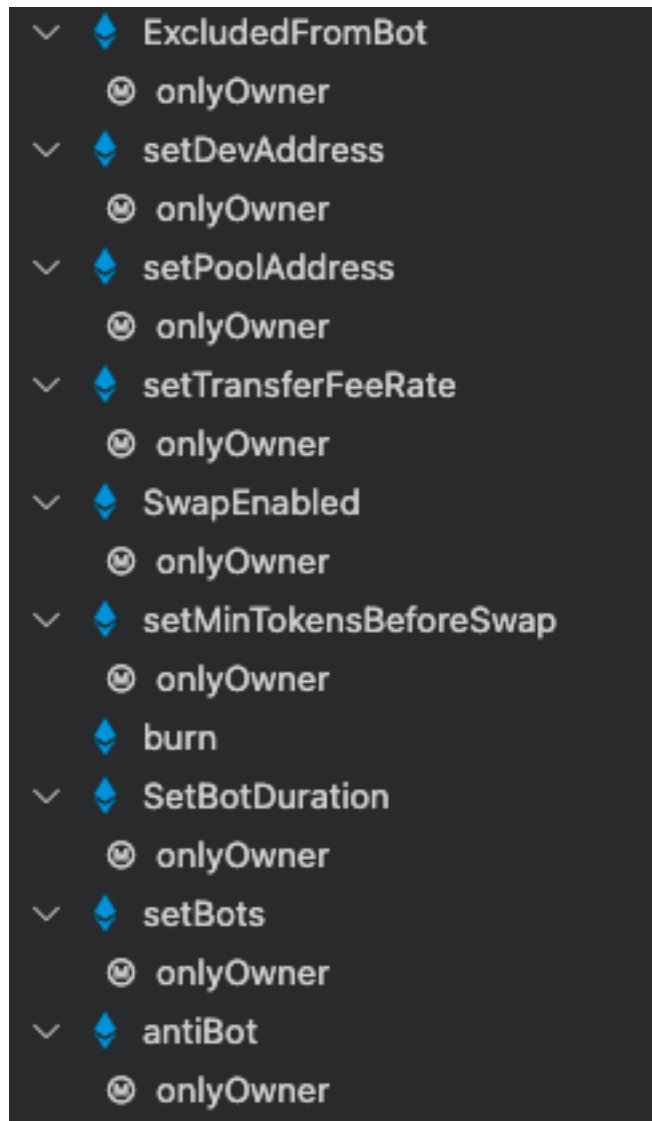 ExcludedFromBot
onlyOwner
setDevAddress
onlyOwner
setPoolAddress
onlyOwner
setTransferFeeRate
onlyOwner
SwapEnabled
onlyOwner
setMinTokensBeforeSwap
onlyOwner
burn
SetBotDuration
onlyOwner
setBots
onlyOwner
antiBot
onlyOwner